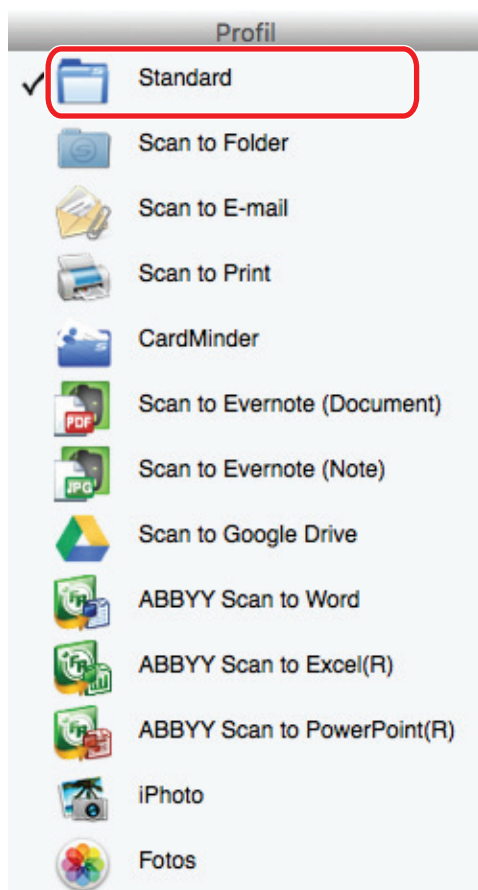 Profil
Standard
Scan to Folder
Scan to E-mail
Scan to Print
CardMinder
PDF
Scan to Evernote (Document)
JPG
Scan to Evernote (Note)
Scan to Google Drive
ABBYY Scan to Word
ABBYY Scan to Excel(R)
ABBYY Scan to PowerPoint(R)
iPhoto
Fotos